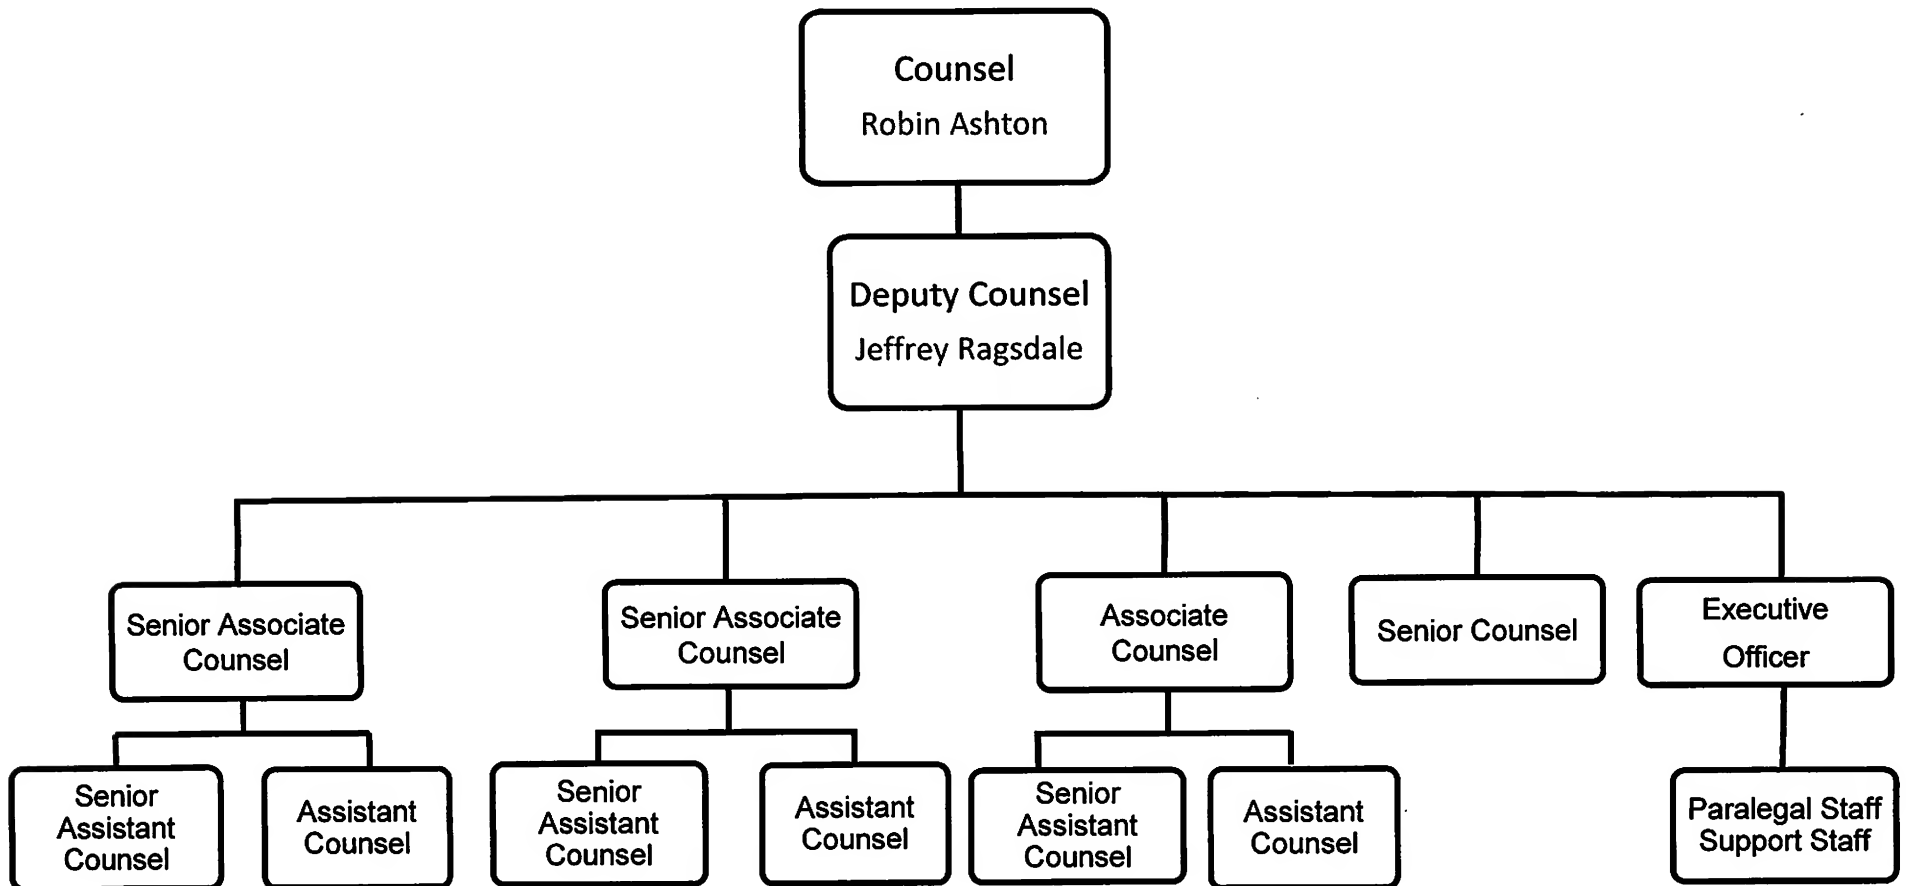 Counsel
Robin Ashton
Deputy Counsel
Jeffrey Ragsdale
Senior Associate
Counsel
Senior Associate
Counsel
Associate
Counsel
Senior Counsel
Executive
Officer
Senior
Assistant
Counsel
Assistant
Counsel
Senior
Assistant
Counsel
Assistant
Counsel
Senior
Assistant
Counsel
Assistant
Counsel
Paralegal Staff
Support Staff